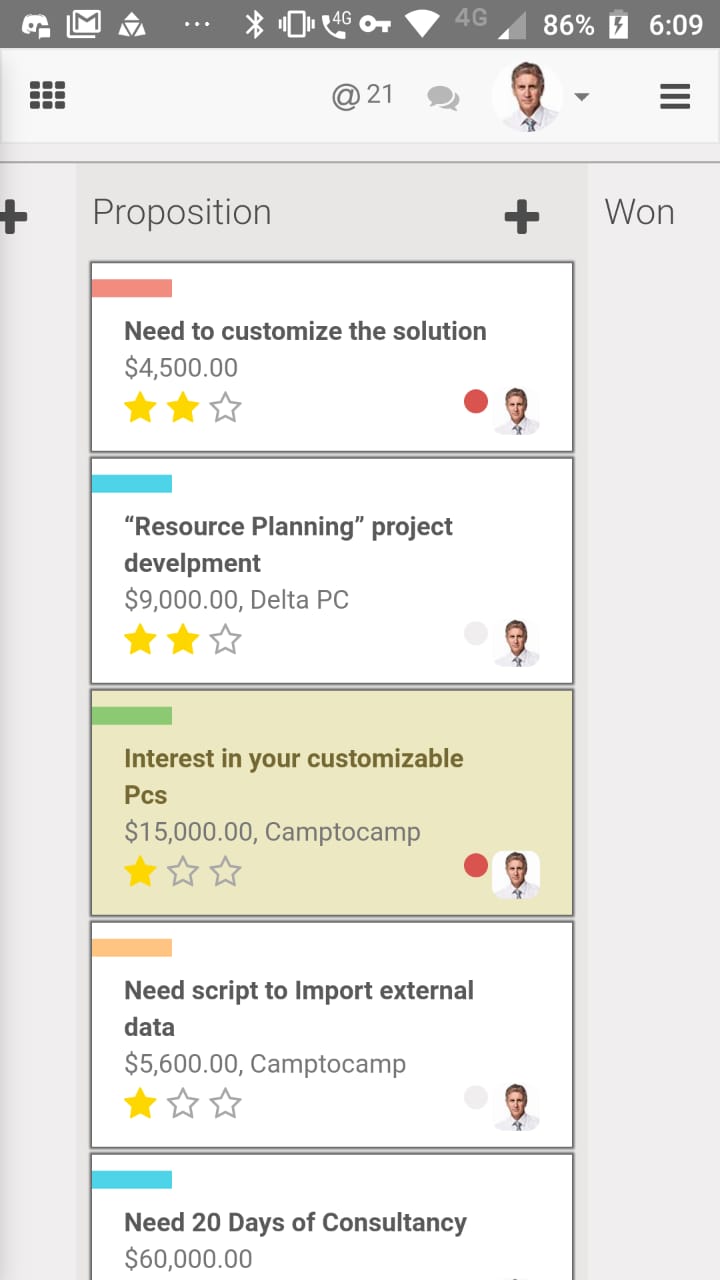 4G 4G 86% 6:09
@ 21
Proposition Won
Need to customize the solution
$4,500.00
“Resource Planning” project
develpment
$9,000.00, Delta PC
Interest in your customizable
Pcs
$15,000.00, Camptocamp
Need script to Import external
data
$5,600.00, Camptocamp
Need 20 Days of Consultancy
$60,000.00